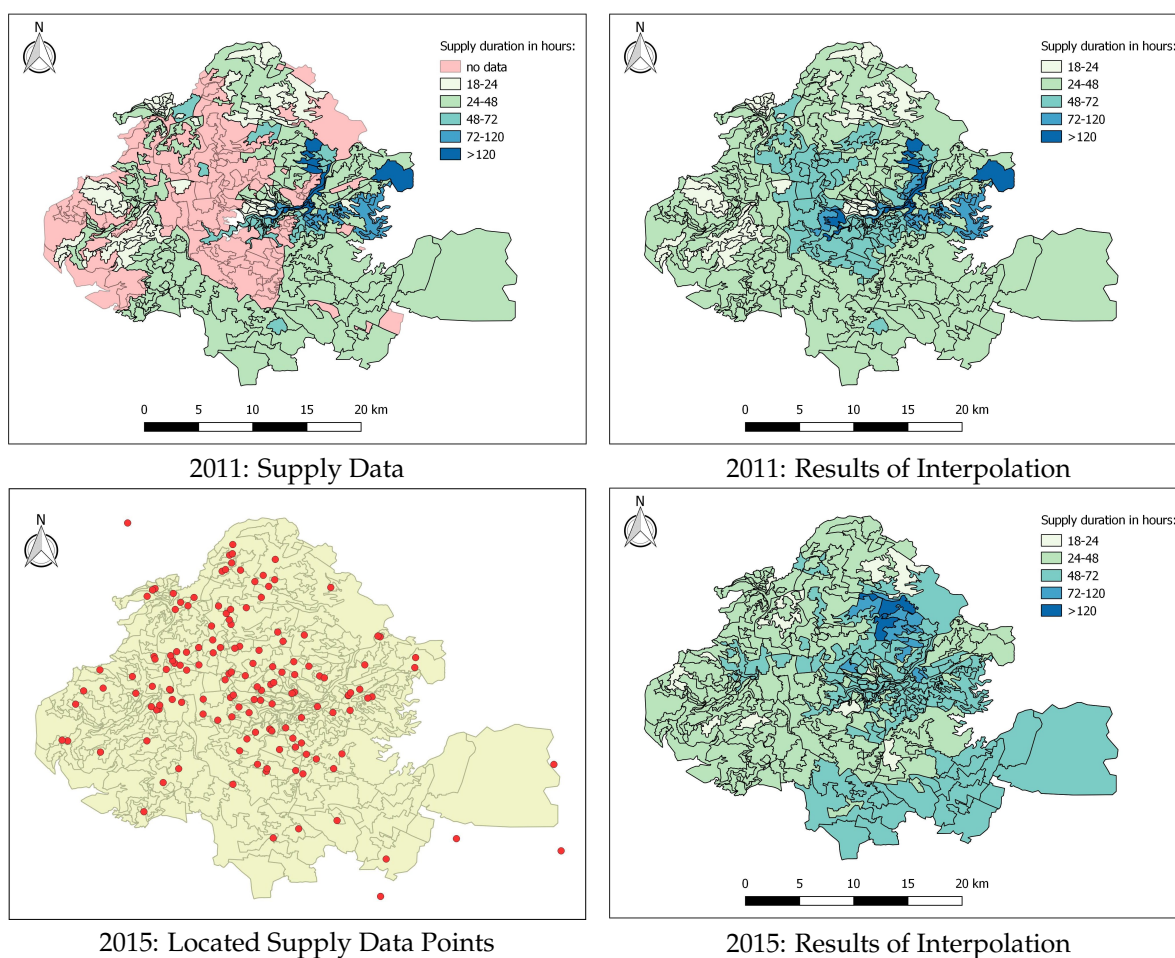 N
Supply duration in hours:
no data
18-24
24-48
48-72
72-120
>120
0 5 10 15 20 km
2011: Supply Data
N
Supply duration in hours:
18-24
24-48
48-72
72-120
>120
0 5 10 15 20 km
2011: Results of Interpolation
N
2015: Located Supply Data Points
N
Supply duration in hours:
18-24
24-48
48-72
72-120
>120
0 5 10 15 20 km
2015: Results of Interpolation